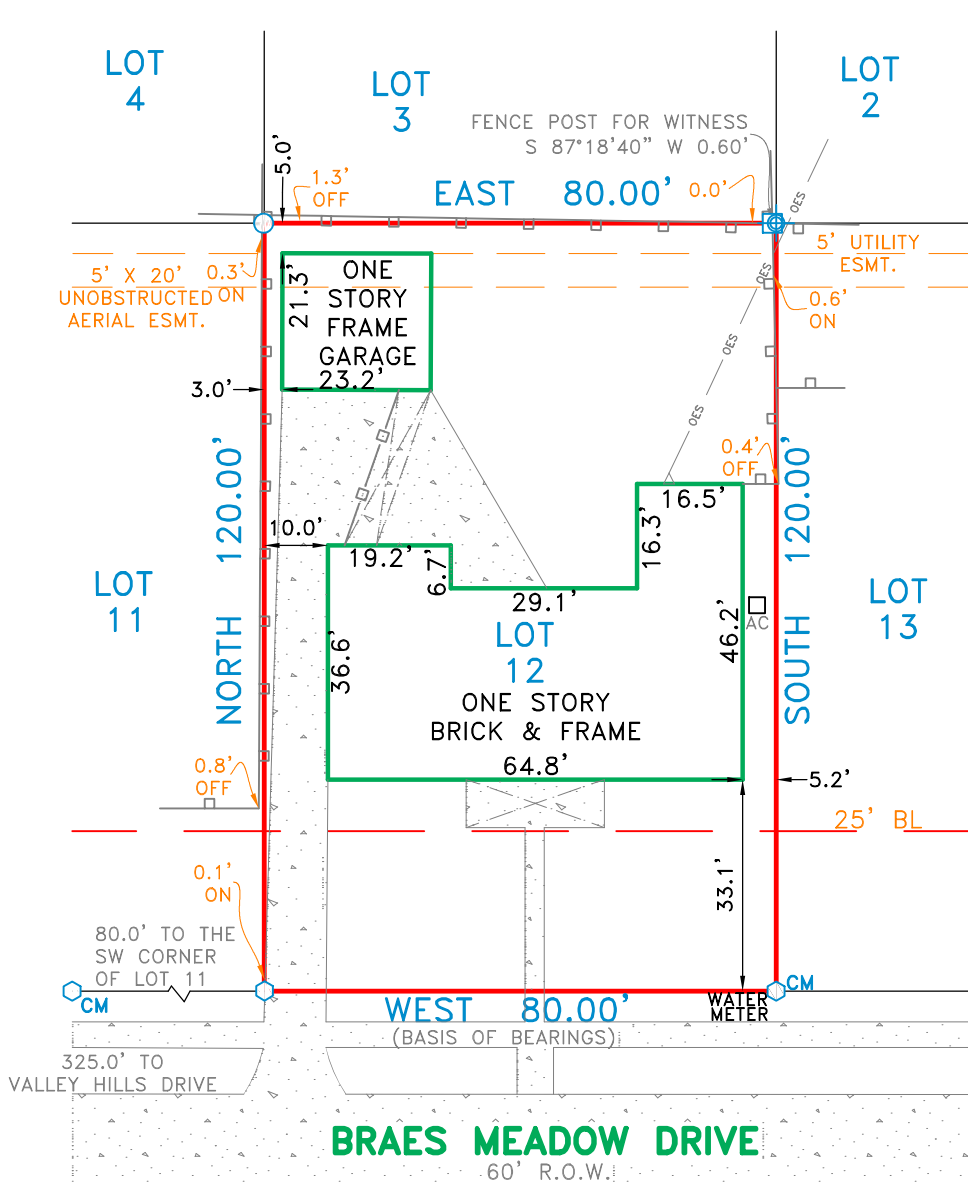 LOT
4
LOT
3
LOT
2
FENCE POST FOR WITNESS
S 87°18'40" W 0.60'
5.0'
1.3'
OFF
EAST 80.00'
0.0'
OES
5' UTILITY
ESMT.
5' X 20'
UNOBSTRUCTED
AERIAL ESMT.
0.3'
ON
21.3'
ONE
STORY
FRAME
GARAGE
23.2'
OES
0.6'
ON
OES
3.0'
OES
0.4'
OFF
NORTH 120.00'
SOUTH 120.00'
10.0'
19.2'
6.7'
29.1'
16.3'
16.5'
LOT
11
LOT
12
LOT
13
AC
36.6'
46.2'
ONE STORY
BRICK & FRAME
64.8'
5.2'
0.8'
OFF
25' BL
33.1'
0.1'
ON
80.0' TO THE
SW CORNER
OF LOT 11
CM
CM
WEST 80.00'
(BASIS OF BEARINGS)
WATER
METER
325.0' TO
VALLEY HILLS DRIVE
BRAES MEADOW DRIVE
60' R.O.W.